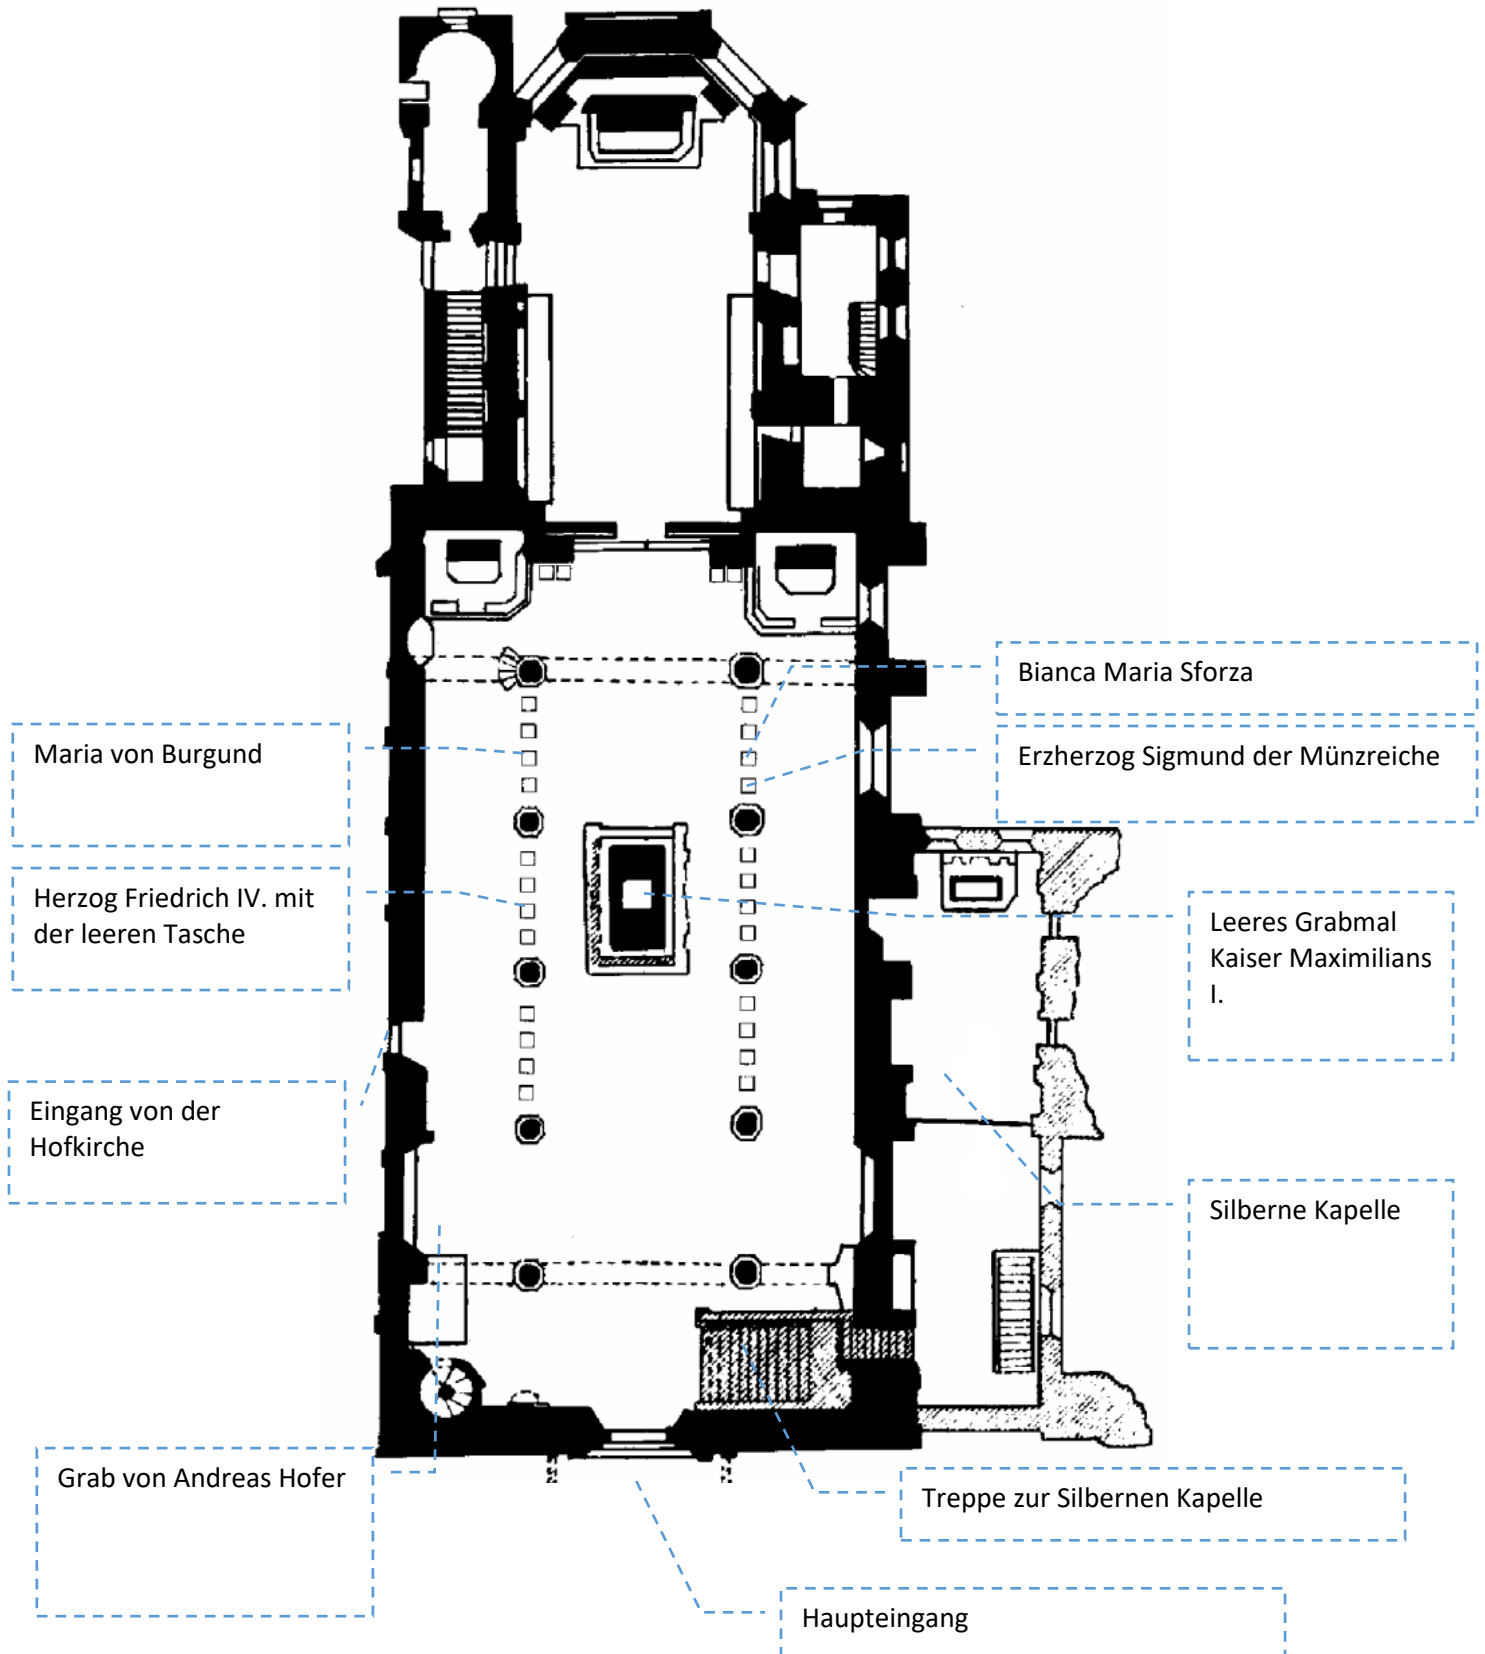 Bianca Maria Sforza
Maria von Burgund
Erzherzog Sigmund der Münzreiche
Herzog Friedrich IV. mit
der leeren Tasche
Leeres Grabmal
Kaiser Maximilians
I.
Eingang von der
Hofkirche
Silberne Kapelle
Grab von Andreas Hofer
Treppe zur Silbernen Kapelle
Haupteingang